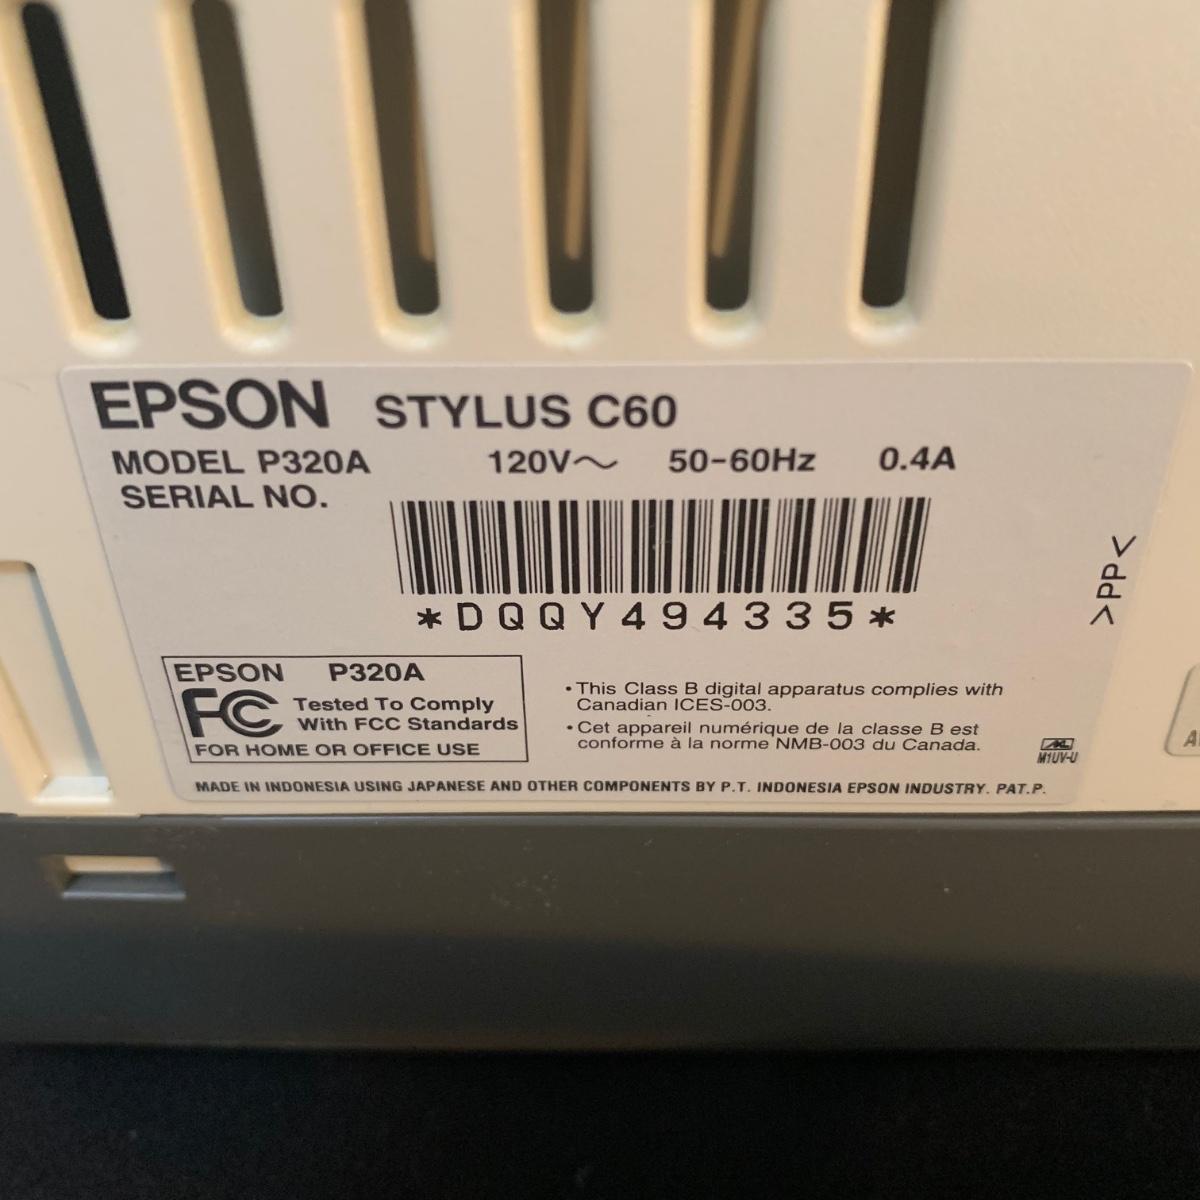 EPSON STYLUS C60
MODEL P320A 120V～ 50-60Hz 0.4A
SERIAL NO.
*DQQY494335*
>PP<
EPSON P320A
FC Tested To Comply
With FCC Standards
FOR HOME OR OFFICE USE
• This Class B digital apparatus complies with
Canadian ICES-003.
• Cet appareil numérique de la classe B est
conforme à la norme NMB-003 du Canada.
M1UV-U
MADE IN INDONESIA USING JAPANESE AND OTHER COMPONENTS BY P.T. INDONESIA EPSON INDUSTRY. PAT.P.